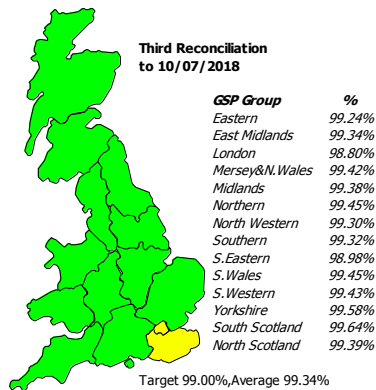 Third Reconciliation
to 10/07/2018
GSP Group %
Eastern 99.24%
East Midlands 99.34%
London 98.80%
Mersey&N.Wales 99.42%
Midlands 99.38%
Northern 99.45%
North Western 99.30%
Southern 99.32%
S.Eastern 98.98%
S.Wales 99.45%
S.Western 99.43%
Yorkshire 99.58%
South Scotland 99.64%
North Scotland 99.39%
Target 99.00%,Average 99.34%